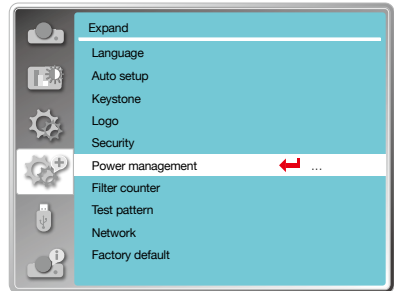 Expand
Language
Auto setup
Keystone
Logo
Security
Power management ...
Filter counter
Test pattern
Network
Factory default